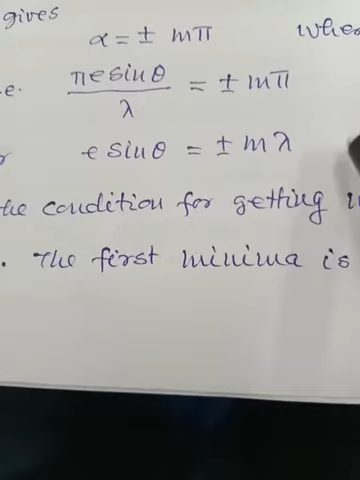 gives
α = ± mπ
πe sinθ / λ = ± mπ
e sinθ = ± mλ
the condition for getting
. The first minima is